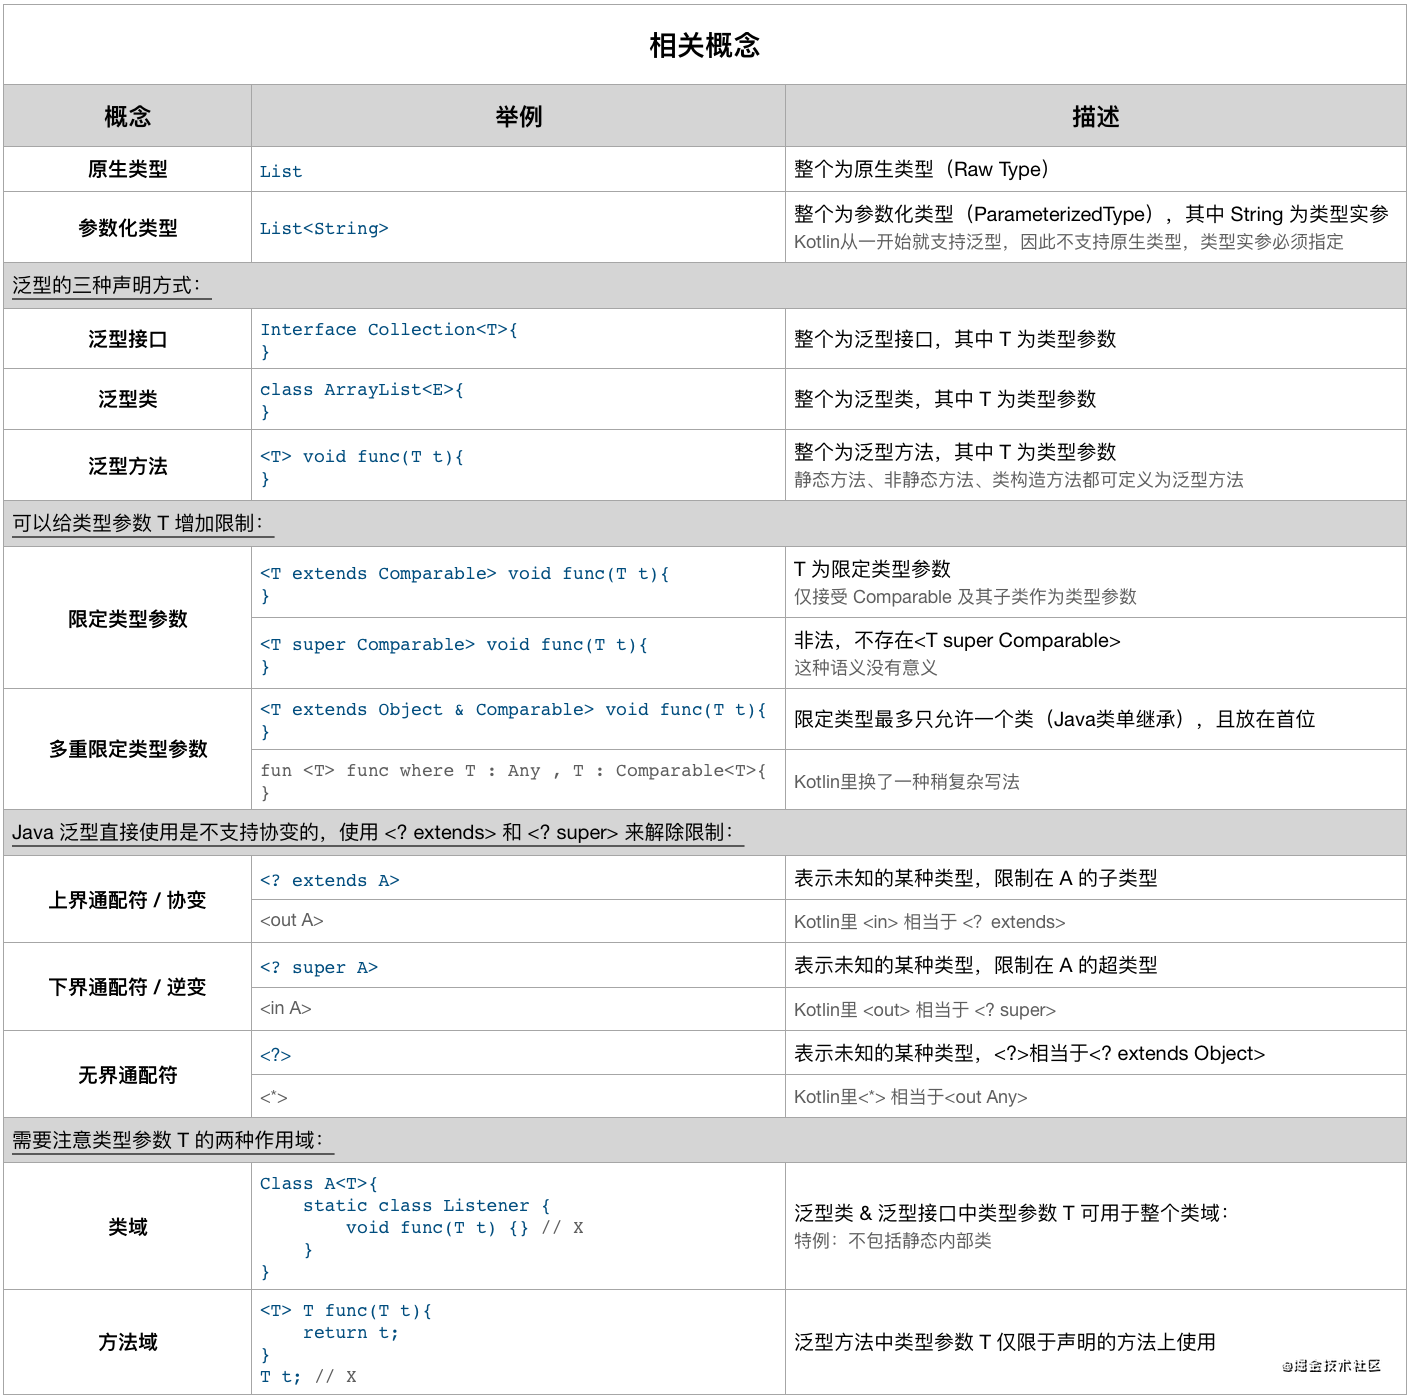 相关概念
概念 举例 描述
原生类型 List 整个为原生类型（Raw Type）
参数化类型 List<String> 整个为参数化类型（ParameterizedType），其中 String 为类型实参
Kotlin从一开始就支持泛型，因此不支持原生类型，类型实参必须指定
泛型的三种声明方式：
泛型接口
Interface Collection<T>{
}
整个为泛型接口，其中 T 为类型参数
泛型类
class ArrayList<E>{
}
整个为泛型类，其中 T 为类型参数
泛型方法
<T> void func(T t){
}
整个为泛型方法，其中 T 为类型参数
静态方法、非静态方法、类构造方法都可定义为泛型方法
可以给类型参数 T 增加限制：
限定类型参数
<T extends Comparable> void func(T t){
}
T 为限定类型参数
仅接受 Comparable 及其子类作为类型参数
<T super Comparable> void func(T t){
}
非法，不存在<T super Comparable>
这种语义没有意义
多重限定类型参数
<T extends Object & Comparable> void func(T t){
}
限定类型最多只允许一个类（Java类单继承），且放在首位
fun <T> func where T : Any , T : Comparable<T>{
}
Kotlin里换了一种稍复杂写法
Java 泛型直接使用是不支持协变的，使用 <? extends> 和 <? super> 来解除限制：
上界通配符 / 协变
<? extends A> 表示未知的某种类型，限制在 A 的子类型
<out A> Kotlin里 <in> 相当于 <? extends>
下界通配符 / 逆变
<? super A> 表示未知的某种类型，限制在 A 的超类型
<in A> Kotlin里 <out> 相当于 <? super>
无界通配符
<?> 表示未知的某种类型，<?>相当于<? extends Object>
<*> Kotlin里<*> 相当于<out Any>
需要注意类型参数 T 的两种作用域：
类域
Class A<T>{
static class Listener {
void func(T t) {} // X
}
}
泛型类 & 泛型接口中类型参数 T 可用于整个类域：
特例：不包括静态内部类
方法域
<T> T func(T t){
return t;
}
T t; // X
泛型方法中类型参数 T 仅限于声明的方法上使用
@掘金技术社区